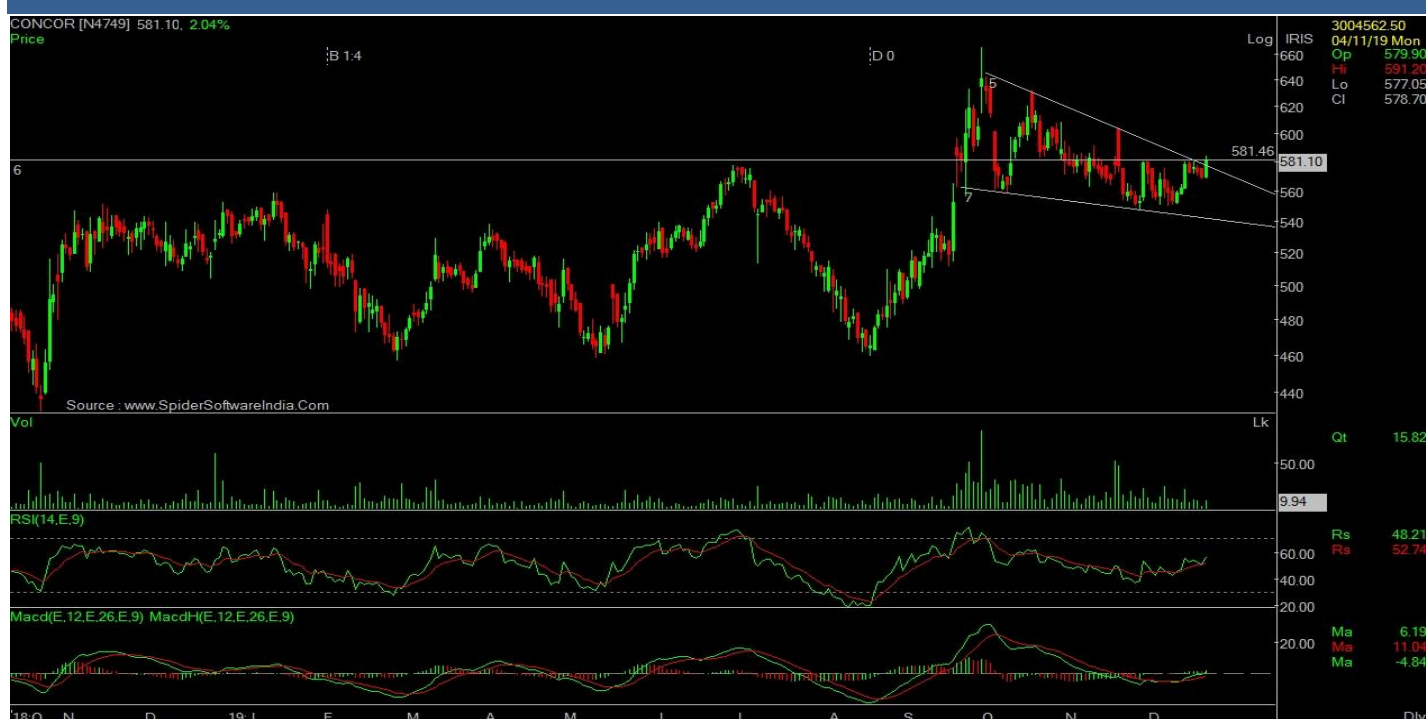 CONCOR [N4749] 581.10, 2.04%
Price
B 1:4
D 0
Log
IRIS
3004562.50
04/11/19 Mon
Op 579.90
Hi 591.20
Lo 577.05
Cl 578.70
660
640
620
600
581.46
581.10
560
540
520
500
480
460
440
5
6
7
Source : www.SpiderSoftwareIndia.Com
Vol
Lk
Qt 15.82
50.00
9.94
RSI(14,E,9)
Rs 48.21
Rs 52.74
60.00
40.00
20.00
Macd(E,12,E,26,E,9) MacdH(E,12,E,26,E,9)
20.00
Ma 6.19
Ma 11.04
Ma -4.84
'18:O N D 19:J F M A M J J A S O N D
Dly